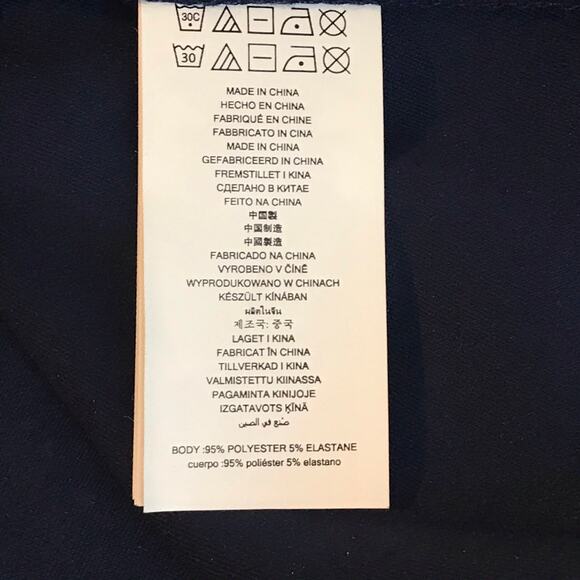 30C
30
MADE IN CHINA
HECHO EN CHINA
FABRIQUÉ EN CHINE
FABBRICATO IN CINA
MADE IN CHINA
GEFABRICEERD IN CHINA
FREMSTILLET I KINA
СДЕЛАНО В КИТАЕ
FEITO NA CHINA
中国製
中国制造
中國製造
FABRICADO NA CHINA
VYROBENO V ČÍNĚ
WYPRODUKOWANO W CHINACH
KÉSZÜLT KÍNÁBAN
ผลิตในจีน
제조국: 중국
LAGET I KINA
FABRICAT ÎN CHINA
TILLVERKAD I KINA
VALMISTETTU KIINASSA
PAGAMINTA KINIJOJE
IZGATAVOTS ĶĪNĀ
صُنع في الصين
BODY :95% POLYESTER 5% ELASTANE
cuerpo :95% poliéster 5% elastano